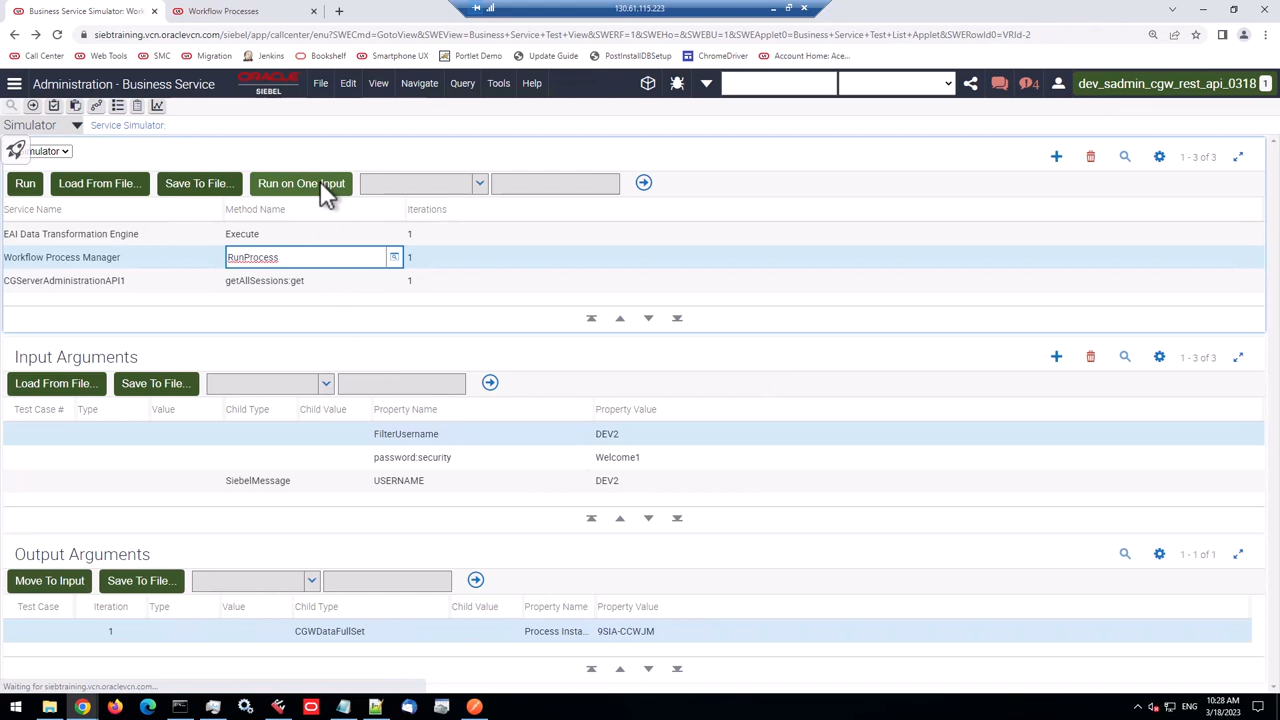 Business Service Simulator: Wor
Workflow Processes
130.61.115.223
siebtraining.vcn.oraclevcn.com/siebel/app/callcenter/enu?SWECmd=GotoView&SWEView=Business+Service+Test+View&SWERF=1&SWEHo=&SWEBU=1&SWEApplet0=Business+Service+Test+List+Applet&SWERowId0=VRId-2
Call Center
Web Tools
SMC
Migration
Jenkins
Bookshelf
Smartphone UX
Portlet Demo
Update Guide
PostInstallDBSetup
ChromeDriver
Account Home: Ace...
Administration - Business Service
ORACLE
SIEBEL
File
Edit
View
Navigate
Query
Tools
Help
4
dev_sadmin_cgw_rest_api_0318 1
Simulator
Service Simulator:
mulator
1 - 3 of 3
Run
Load From File...
Save To File...
Run on One Input
Service Name
Method Name
Iterations
EAI Data Transformation Engine
Execute
1
Workflow Process Manager
RunProcess
1
CGServerAdministrationAPI1
getAllSessions:get
1
Input Arguments
1 - 3 of 3
Load From File...
Save To File...
Test Case #
Type
Value
Child Type
Child Value
Property Name
Property Value
FilterUsername
DEV2
password:security
Welcome1
SiebelMessage
USERNAME
DEV2
Output Arguments
1 - 1 of 1
Move To Input
Save To File...
Test Case
Iteration
Type
Value
Child Type
Child Value
Property Name
Property Value
1
CGWDataFullSet
Process Insta...
9SIA-CCWJM
Waiting for siebtraining.vcn.oraclevcn.com...
ENG
10:28 AM
3/18/2023